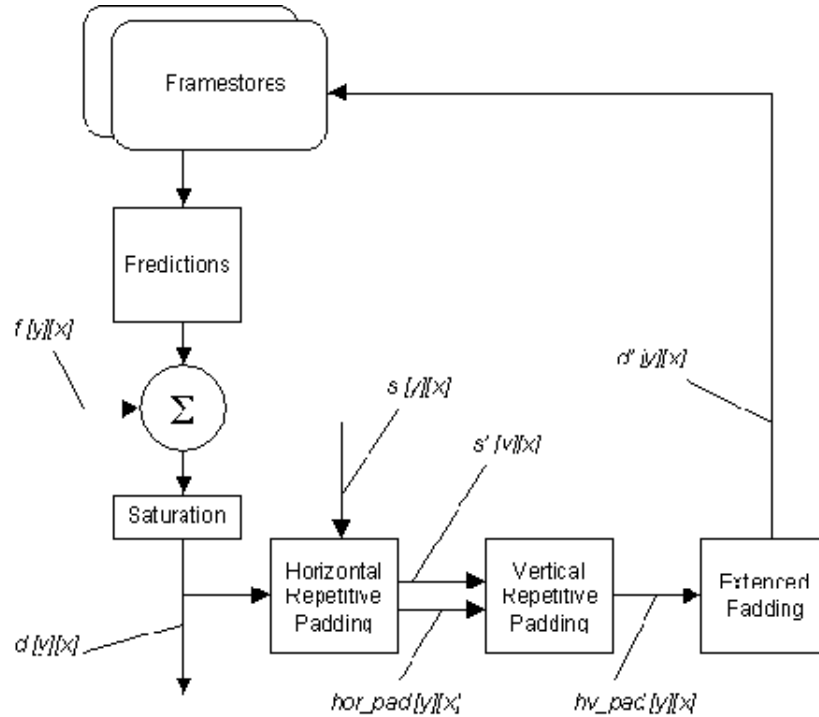 Framestores
Fredictions
f [y][x]
Σ
s [y][x]
s' [v][x]
d' [y][x]
Saturation
Horizontal
Repetitive
Padding
Vertical
Repetitive
Padding
Extenced
Fadding
d [v][x]
hor_pad [y][x]
hv_pac [y][x]